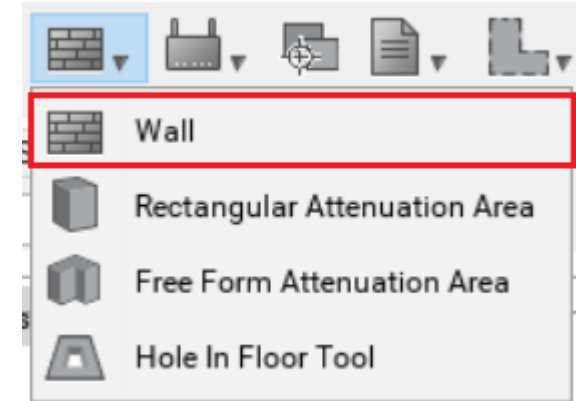 Wall
Rectangular Attenuation Area
Free Form Attenuation Area
Hole In Floor Tool